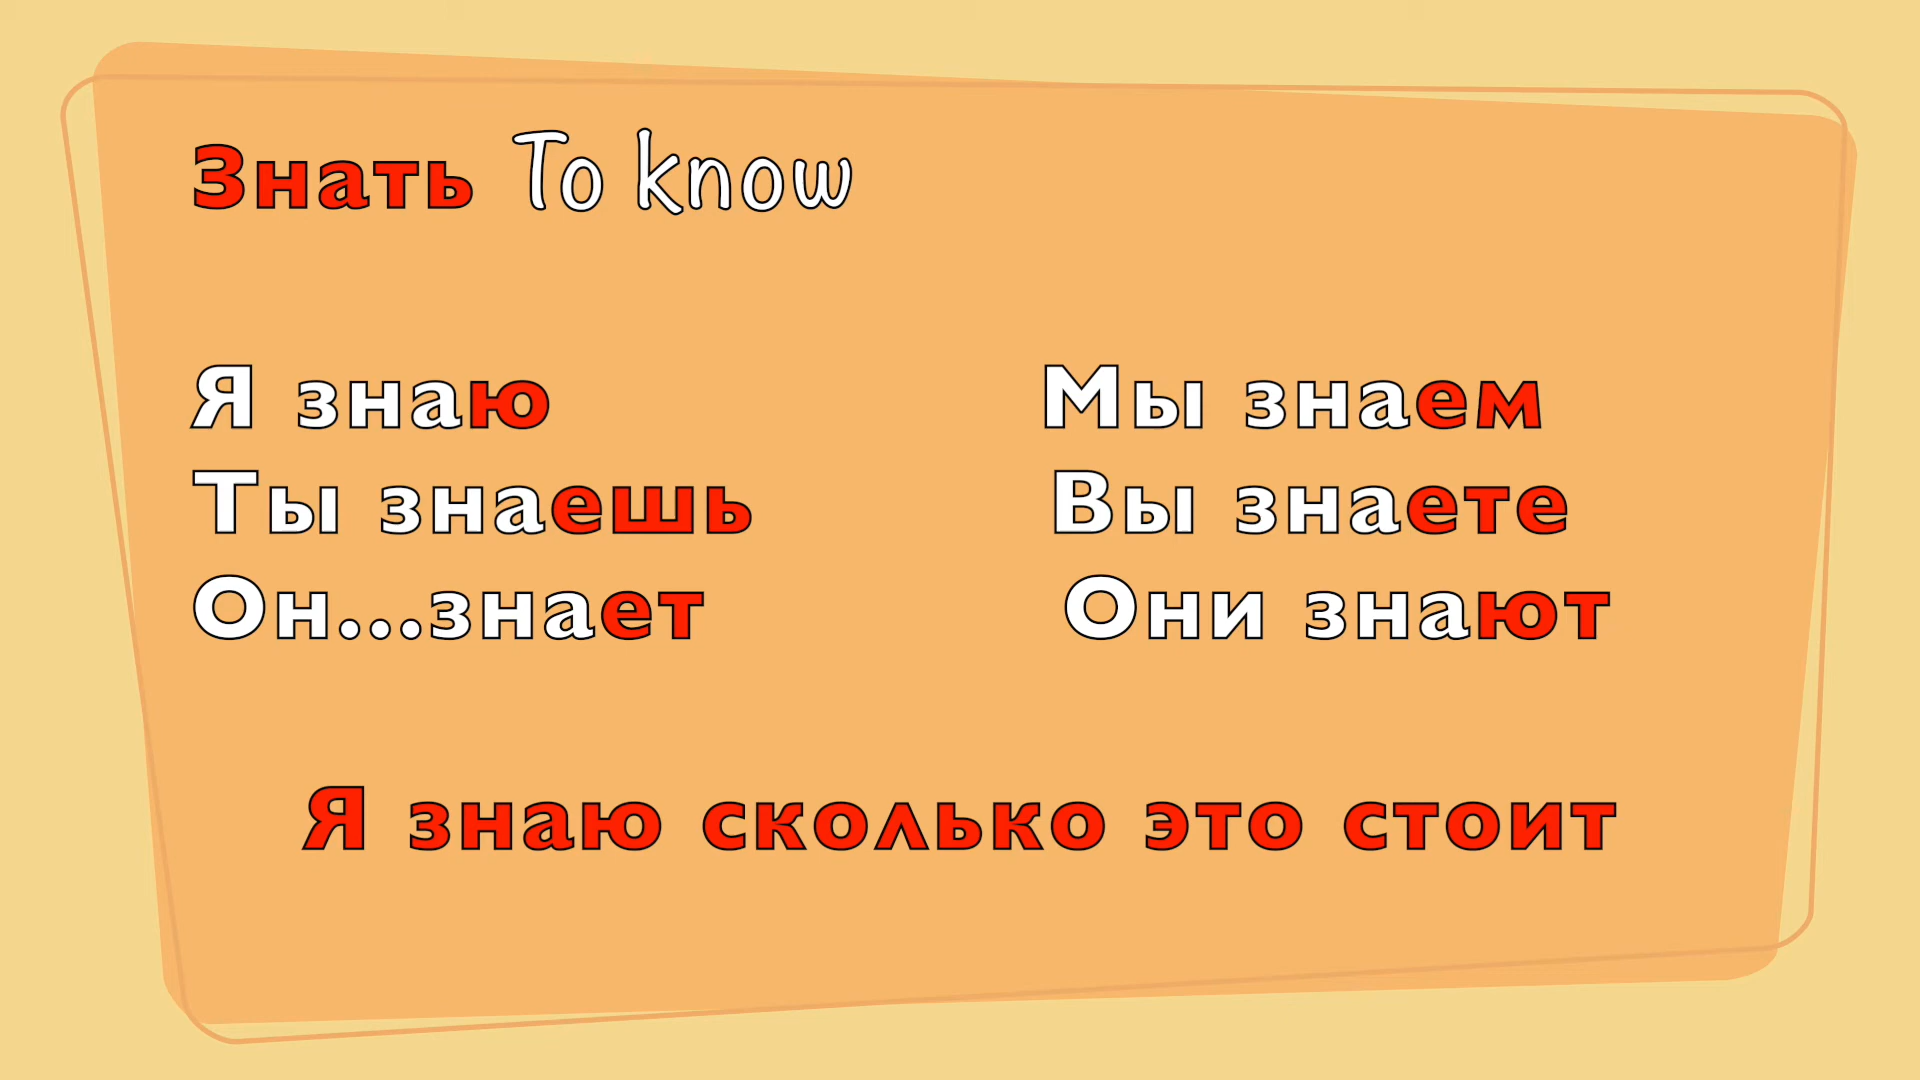 Знать To know
Я знаю
Ты знаешь
Он...знает
Мы знаем
Вы знаете
Они знают
Я знаю сколько это стоит